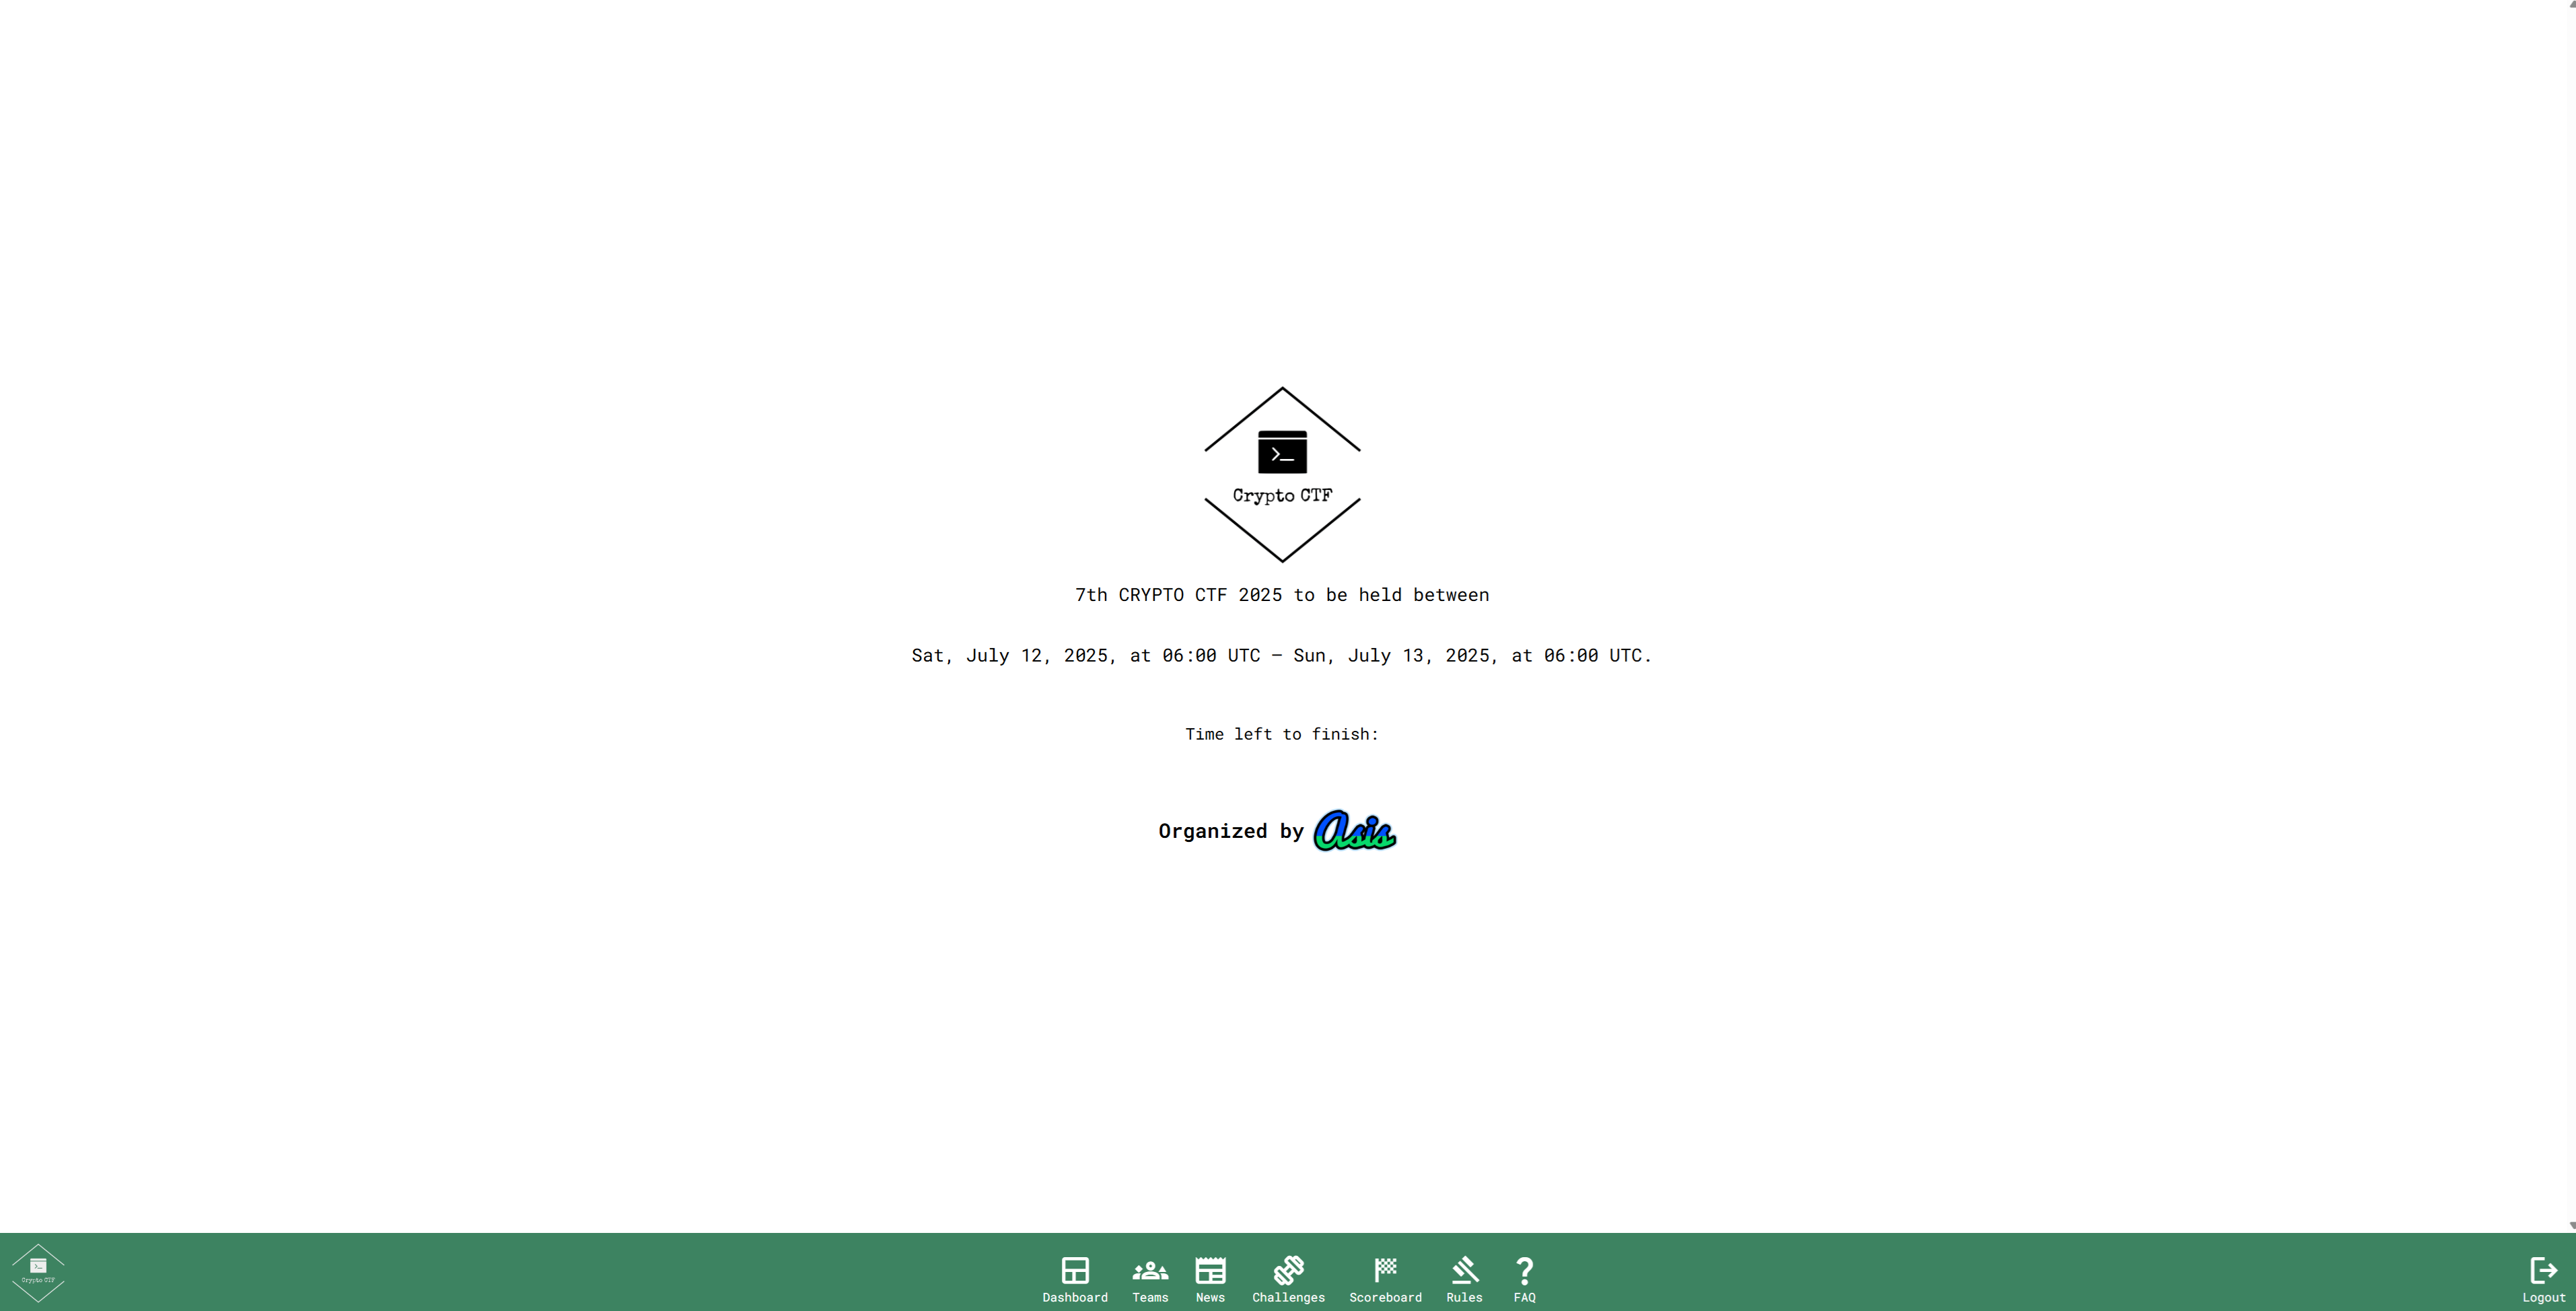 >_
Crypto CTF
7th CRYPTO CTF 2025 to be held between
Sat, July 12, 2025, at 06:00 UTC – Sun, July 13, 2025, at 06:00 UTC.
Time left to finish:
Organized by Asis
>_
Crypto CTF
Dashboard Teams News Challenges Scoreboard Rules FAQ Logout